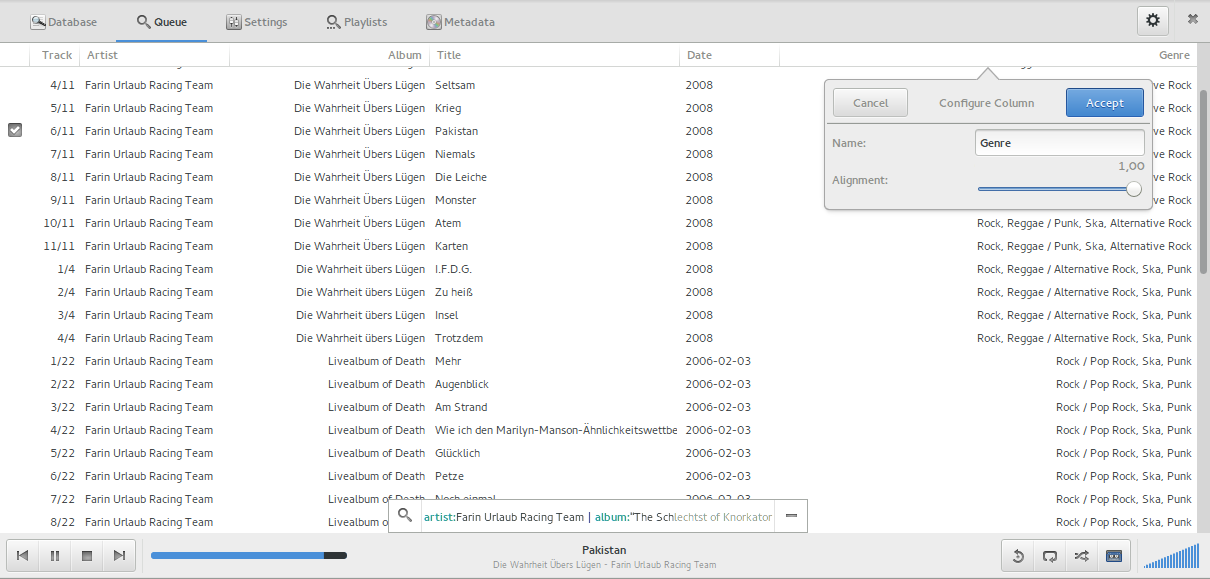 Database Queue Settings Playlists Metadata
Track Artist Album Title Date Genre
4/11 Farin Urlaub Racing Team Die Wahrheit Übers Lügen Seltsam 2008 ve Rock
5/11 Farin Urlaub Racing Team Die Wahrheit Übers Lügen Krieg 2008 ve Rock
6/11 Farin Urlaub Racing Team Die Wahrheit Übers Lügen Pakistan 2008 ve Rock
7/11 Farin Urlaub Racing Team Die Wahrheit Übers Lügen Niemals 2008 ve Rock
8/11 Farin Urlaub Racing Team Die Wahrheit Übers Lügen Die Leiche 2008 ve Rock
9/11 Farin Urlaub Racing Team Die Wahrheit Übers Lügen Monster 2008 ve Rock
Cancel Configure Column Accept
Name: Genre
1,00
Alignment:
10/11 Farin Urlaub Racing Team Die Wahrheit Übers Lügen Atem 2008 Rock, Reggae / Punk, Ska, Alternative Rock
11/11 Farin Urlaub Racing Team Die Wahrheit Übers Lügen Karten 2008 Rock, Reggae / Punk, Ska, Alternative Rock
1/4 Farin Urlaub Racing Team Die Wahrheit übers Lügen I.F.D.G. 2008 Rock, Reggae / Alternative Rock, Ska, Punk
2/4 Farin Urlaub Racing Team Die Wahrheit übers Lügen Zu heiß 2008 Rock, Reggae / Alternative Rock, Ska, Punk
3/4 Farin Urlaub Racing Team Die Wahrheit übers Lügen Insel 2008 Rock, Reggae / Alternative Rock, Ska, Punk
4/4 Farin Urlaub Racing Team Die Wahrheit übers Lügen Trotzdem 2008 Rock, Reggae / Alternative Rock, Ska, Punk
1/22 Farin Urlaub Racing Team Livealbum of Death Mehr 2006-02-03 Rock / Pop Rock, Ska, Punk
2/22 Farin Urlaub Racing Team Livealbum of Death Augenblick 2006-02-03 Rock / Pop Rock, Ska, Punk
3/22 Farin Urlaub Racing Team Livealbum of Death Am Strand 2006-02-03 Rock / Pop Rock, Ska, Punk
4/22 Farin Urlaub Racing Team Livealbum of Death Wie ich den Marilyn-Manson-Ähnlichkeitswettbe 2006-02-03 Rock / Pop Rock, Ska, Punk
5/22 Farin Urlaub Racing Team Livealbum of Death Glücklich 2006-02-03 Rock / Pop Rock, Ska, Punk
6/22 Farin Urlaub Racing Team Livealbum of Death Petze 2006-02-03 Rock / Pop Rock, Ska, Punk
7/22 Farin Urlaub Racing Team Livealbum of Death Noch einmal 2006-02-03 Rock / Pop Rock, Ska, Punk
8/22 Farin Urlaub Racing Team Livealbum o Rock / Pop Rock, Ska, Punk
artist:Farin Urlaub Racing Team | album:"The Schlechtst of Knorkator
Pakistan
Die Wahrheit Übers Lügen - Farin Urlaub Racing Team